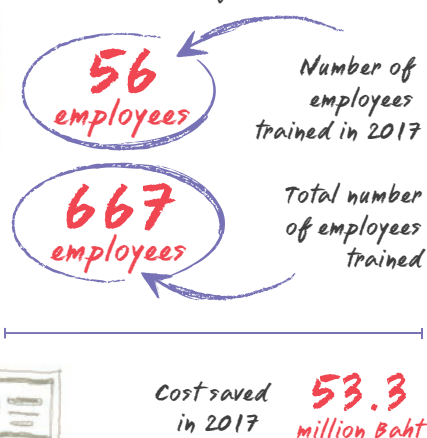 56
employees
Number of
employees
trained in 2017
667
employees
Total number
of employees
trained
Cost saved
in 2017
53.3
million Baht